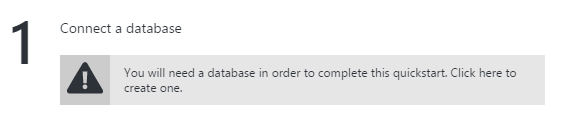 1
Connect a database
You will need a database in order to complete this quickstart. Click here to
create one.